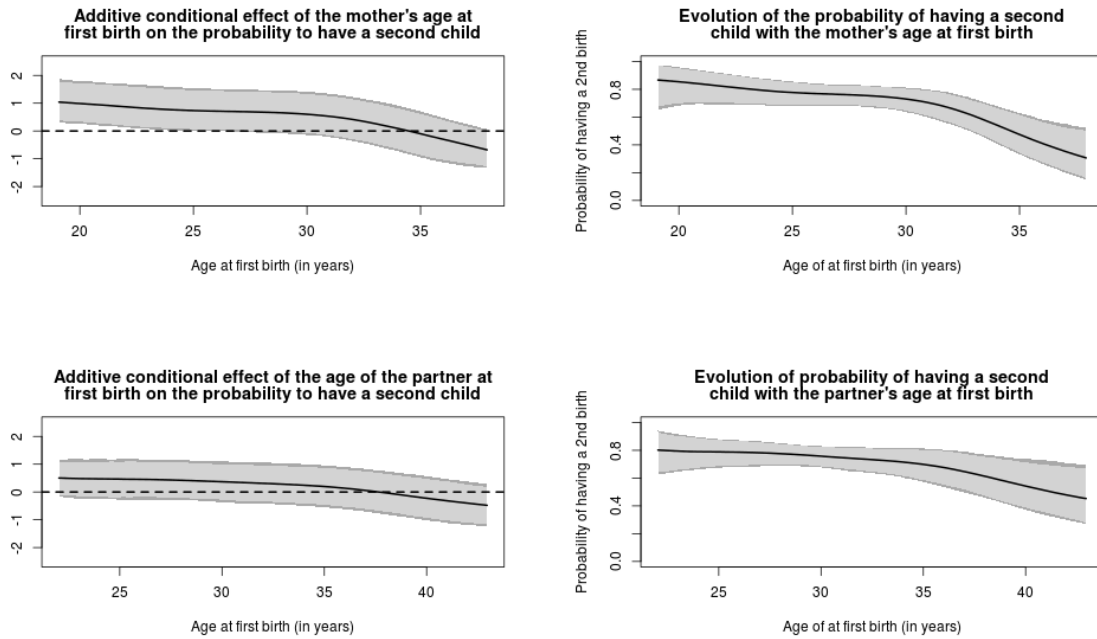 Additive conditional effect of the mother's age at
first birth on the probability to have a second child
2
1
0
-1
-2
20 25 30 35
Age at first birth (in years)
Evolution of the probability of having a second
child with the mother's age at first birth
Probability of having a 2nd birth
0.8
0.4
0.0
20 25 30 35
Age of at first birth (in years)
Additive conditional effect of the age of the partner at
first birth on the probability to have a second child
2
1
0
-1
-2
25 30 35 40
Age at first birth (in years)
Evolution of probability of having a second
child with the partner's age at first birth
Probability of having a 2nd birth
0.8
0.4
0.0
25 30 35 40
Age of at first birth (in years)